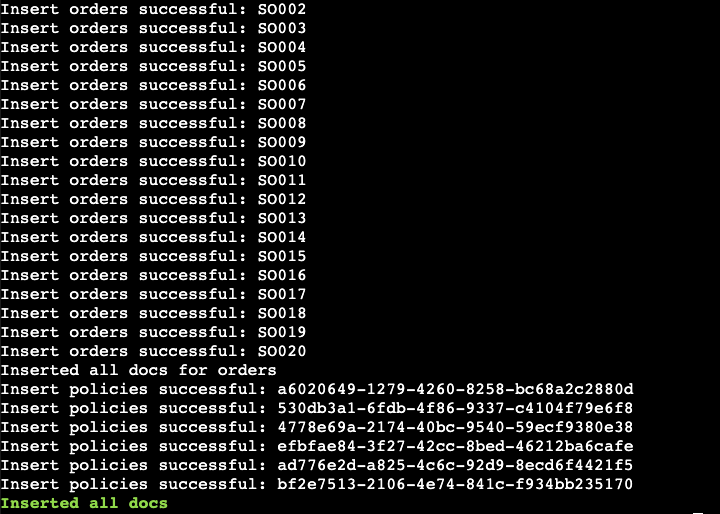 Insert orders successful: SO002
Insert orders successful: SO003
Insert orders successful: SO004
Insert orders successful: SO005
Insert orders successful: SO006
Insert orders successful: SO007
Insert orders successful: SO008
Insert orders successful: SO009
Insert orders successful: SO010
Insert orders successful: SO011
Insert orders successful: SO012
Insert orders successful: SO013
Insert orders successful: SO014
Insert orders successful: SO015
Insert orders successful: SO016
Insert orders successful: SO017
Insert orders successful: SO018
Insert orders successful: SO019
Insert orders successful: SO020
Inserted all docs for orders
Insert policies successful: a6020649-1279-4260-8258-bc68a2c2880d
Insert policies successful: 530db3a1-6fdb-4f86-9337-c4104f79e6f8
Insert policies successful: 4778e69a-2174-40bc-9540-59ecf9380e38
Insert policies successful: efbfae84-3f27-42cc-8bed-46212ba6cafe
Insert policies successful: ad776e2d-a825-4c6c-92d9-8ecd6f4421f5
Insert policies successful: bf2e7513-2106-4e74-841c-f934bb235170
Inserted all docs